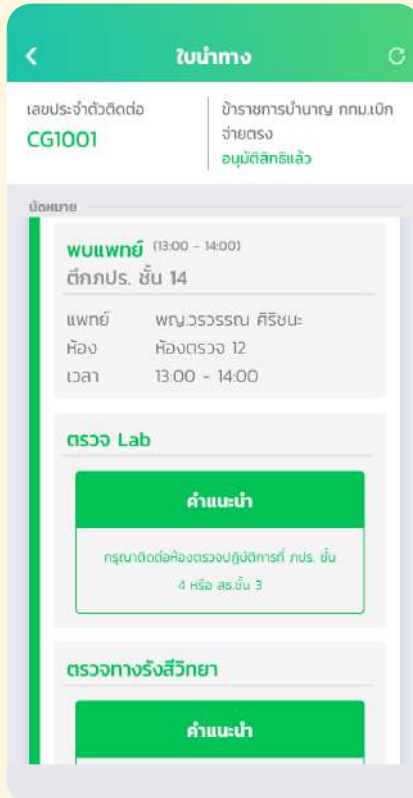 ใบนำทาง
เลขประจำตัวติดต่อ
CG1001
ข้าราชการบำนาญ กทม.เบิก
จ่ายตรง
อนุมัติสิทธิแล้ว
นัดหมาย
พบแพทย์ (13:00 - 14:00)
ตึกภปร. ชั้น 14
แพทย์ พญ.วรวรรณ ศิริชนะ
ห้อง ห้องตรวจ 12
เวลา 13:00 - 14:00
ตรวจ Lab
คำแนะนำ
กรุณาติดต่อห้องตรวจปฏิบัติการที่ ภปร. ชั้น
4 หรือ สธ.ชั้น 3
ตรวจทางรังสีวิทยา
คำแนะนำ